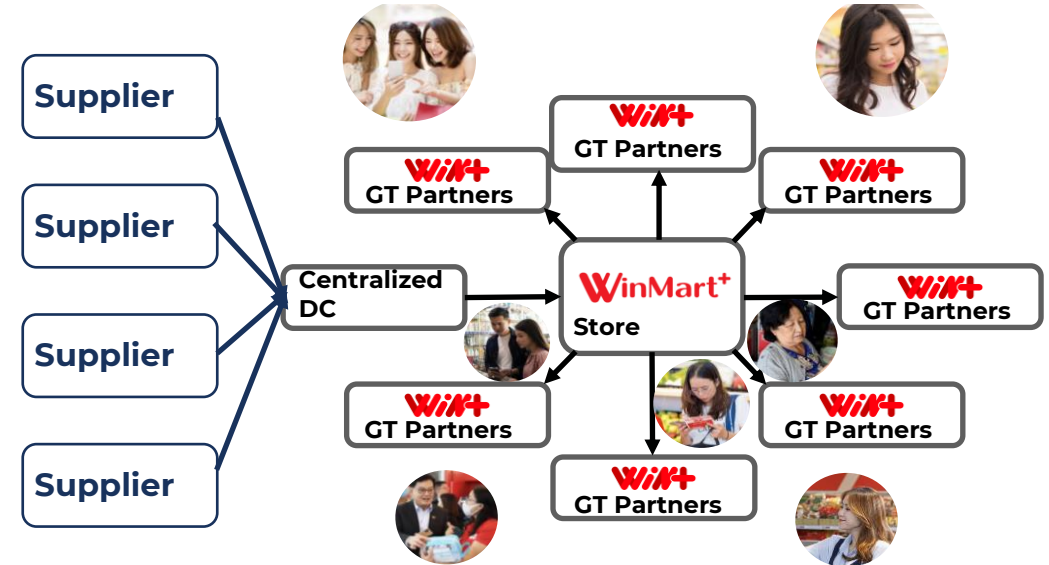 Supplier
Supplier
Supplier
Supplier
Centralized
DC
WinMart+
Store
WiN+
GT Partners
WiN+
GT Partners
WiN+
GT Partners
WiN+
GT Partners
WiN+
GT Partners
WiN+
GT Partners
WiN+
GT Partners